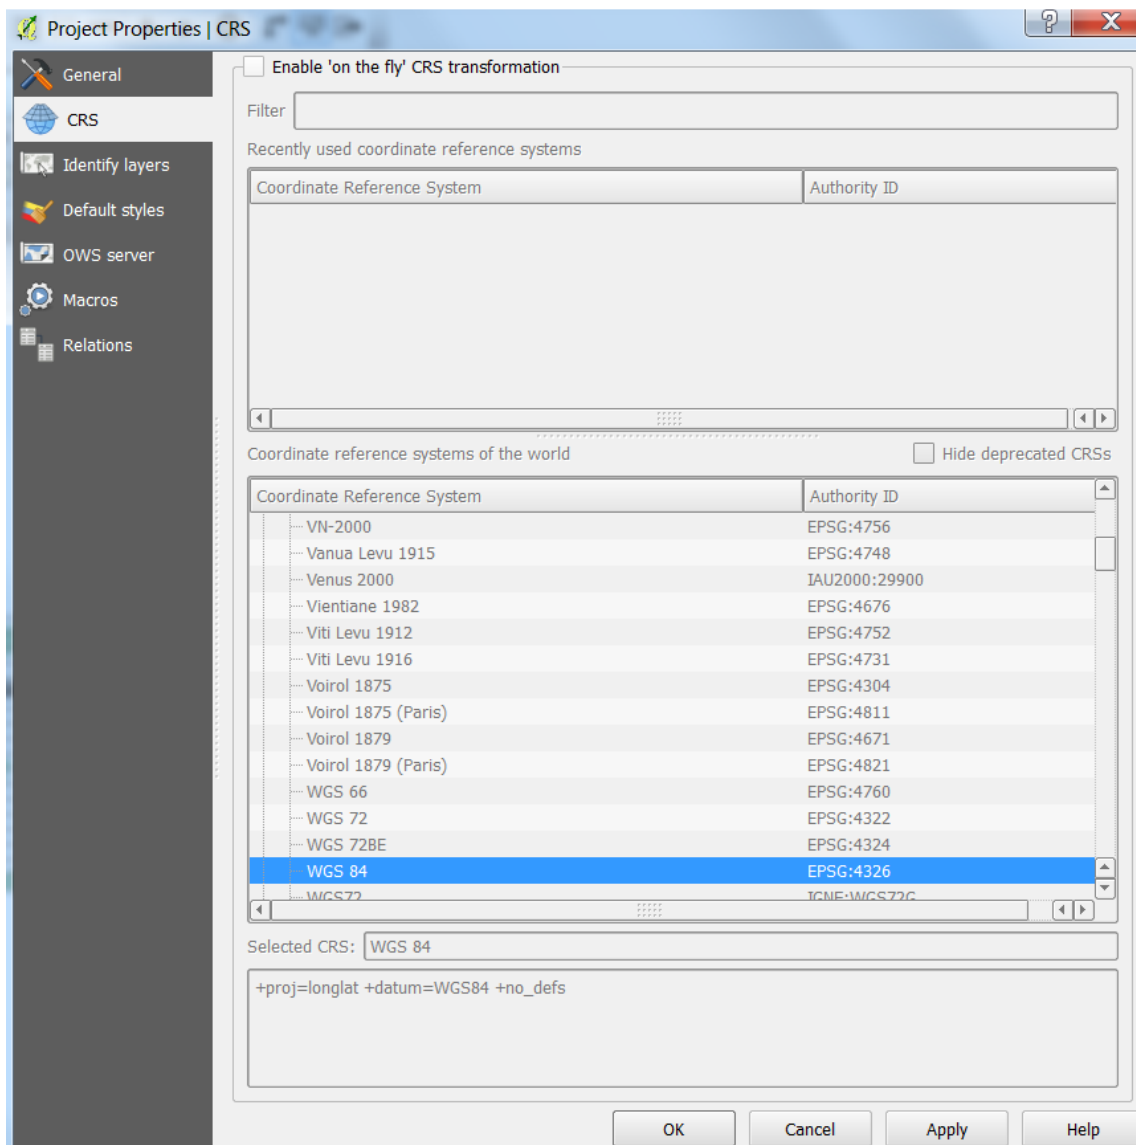 Project Properties | CRS
General
CRS
Identify layers
Default styles
OWS server
Macros
Relations
Enable 'on the fly' CRS transformation
Filter
Recently used coordinate reference systems
Coordinate Reference System Authority ID
Coordinate reference systems of the world Hide deprecated CRSs
Coordinate Reference System Authority ID
VN-2000 EPSG:4756
Vanua Levu 1915 EPSG:4748
Venus 2000 IAU2000:29900
Vientiane 1982 EPSG:4676
Viti Levu 1912 EPSG:4752
Viti Levu 1916 EPSG:4731
Voirol 1875 EPSG:4304
Voirol 1875 (Paris) EPSG:4811
Voirol 1879 EPSG:4671
Voirol 1879 (Paris) EPSG:4821
WGS 66 EPSG:4760
WGS 72 EPSG:4322
WGS 72BE EPSG:4324
WGS 84 EPSG:4326
WGS72 IGNF:WGS72G
Selected CRS: WGS 84
+proj=longlat +datum=WGS84 +no_defs
OK Cancel Apply Help